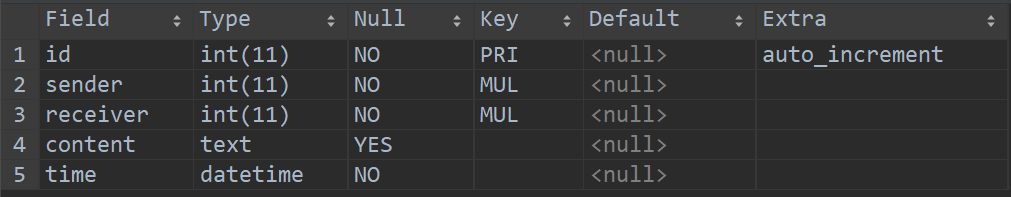 Field Type Null Key Default Extra
1 id int(11) NO PRI <null> auto_increment
2 sender int(11) NO MUL <null>
3 receiver int(11) NO MUL <null>
4 content text YES <null>
5 time datetime NO <null>